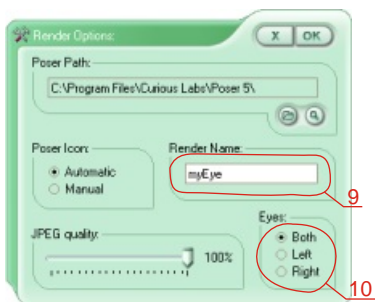 Render Options:
X OK
Poser Path:
C:\Program Files\Curious Labs\Poser 5\
Poser Icon:
Automatic
Manual
Render Name:
myEye
9
JPEG quality:
100%
Eyes:
Both
Left
Right
10